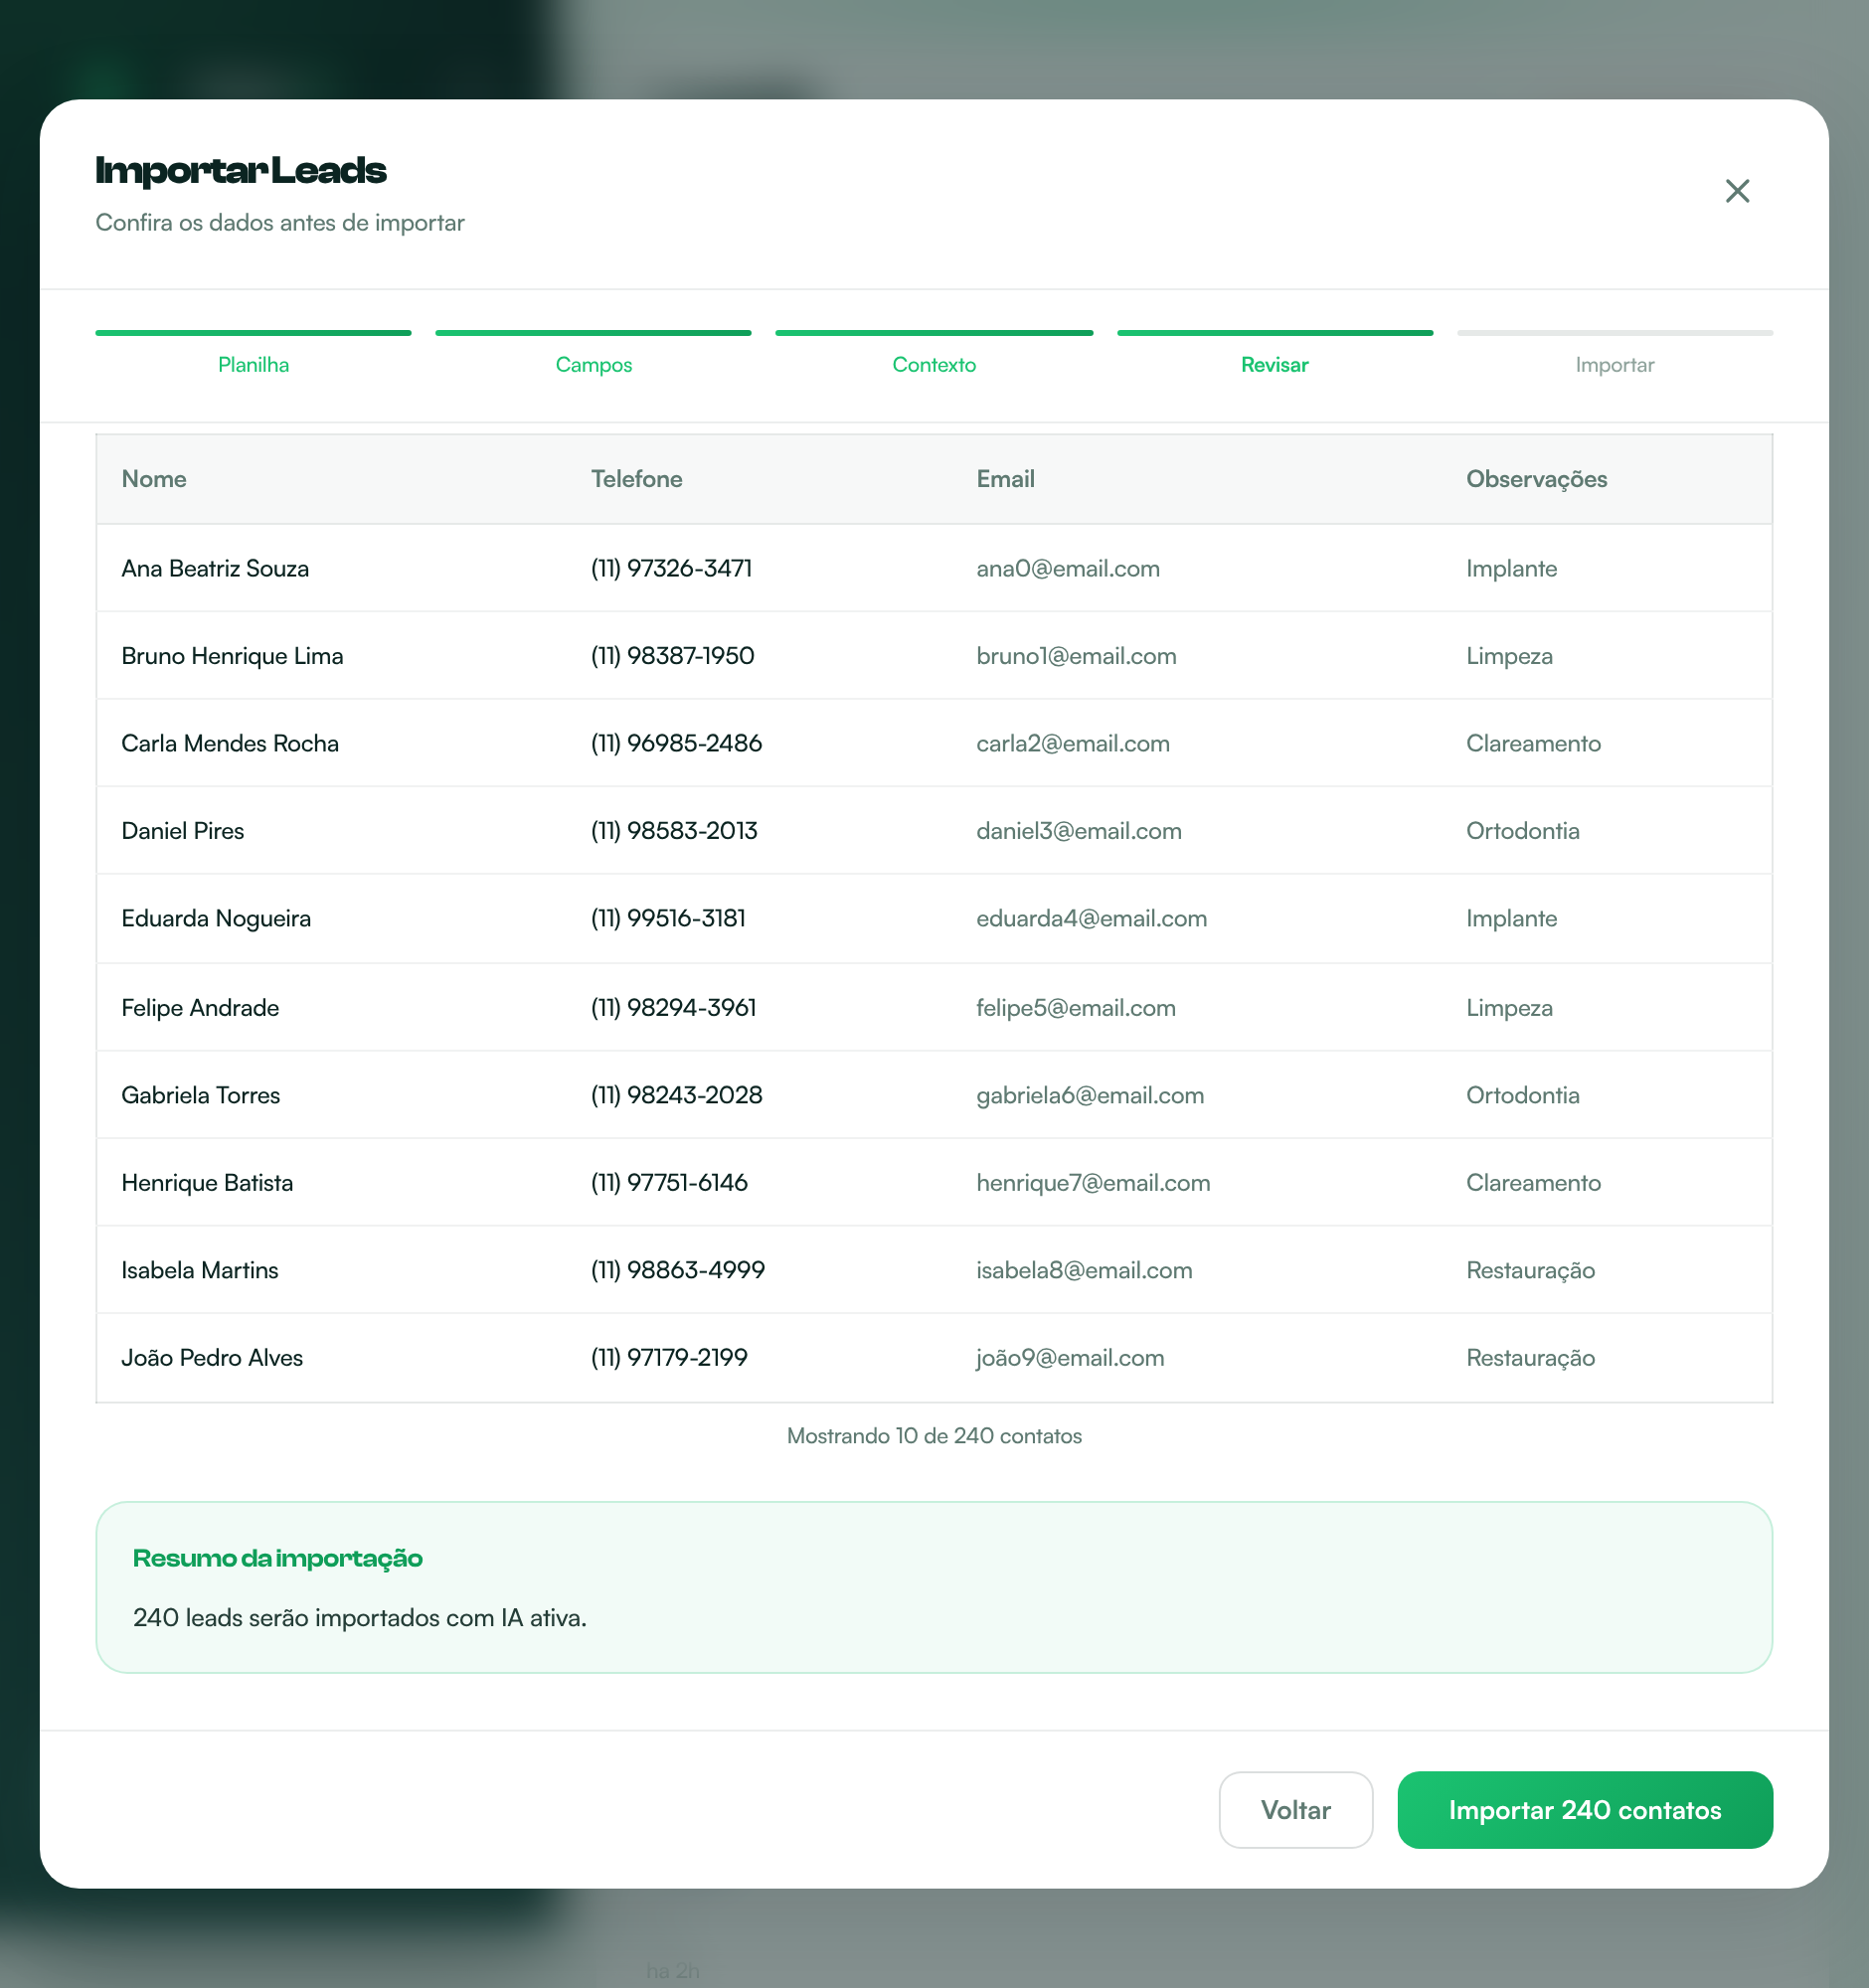 Importar Leads
Confira os dados antes de importar
Planilha Campos Contexto Revisar Importar
Nome Telefone Email Observações
Ana Beatriz Souza (11) 97326-3471 ana0@email.com Implante
Bruno Henrique Lima (11) 98387-1950 bruno1@email.com Limpeza
Carla Mendes Rocha (11) 96985-2486 carla2@email.com Clareamento
Daniel Pires (11) 98583-2013 daniel3@email.com Ortodontia
Eduarda Nogueira (11) 99516-3181 eduarda4@email.com Implante
Felipe Andrade (11) 98294-3961 felipe5@email.com Limpeza
Gabriela Torres (11) 98243-2028 gabriela6@email.com Ortodontia
Henrique Batista (11) 97751-6146 henrique7@email.com Clareamento
Isabela Martins (11) 98863-4999 isabela8@email.com Restauração
João Pedro Alves (11) 97179-2199 joão9@email.com Restauração
Mostrando 10 de 240 contatos
Resumo da importação
240 leads serão importados com IA ativa.
Voltar Importar 240 contatos
ha 2h